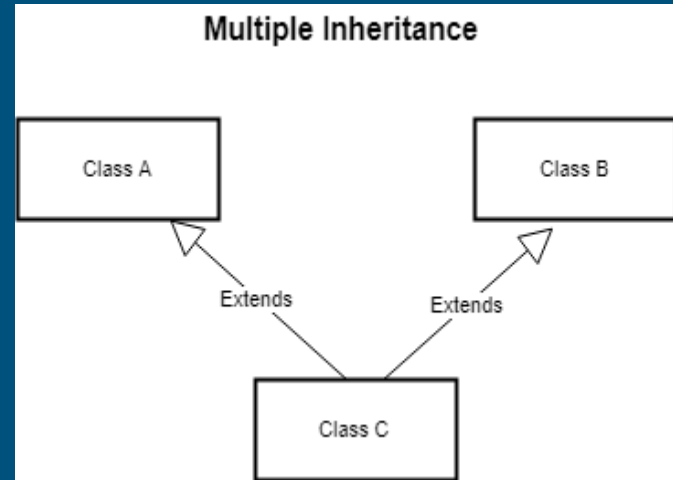 Multiple Inheritance
Class A
Class B
Extends
Extends
Class C